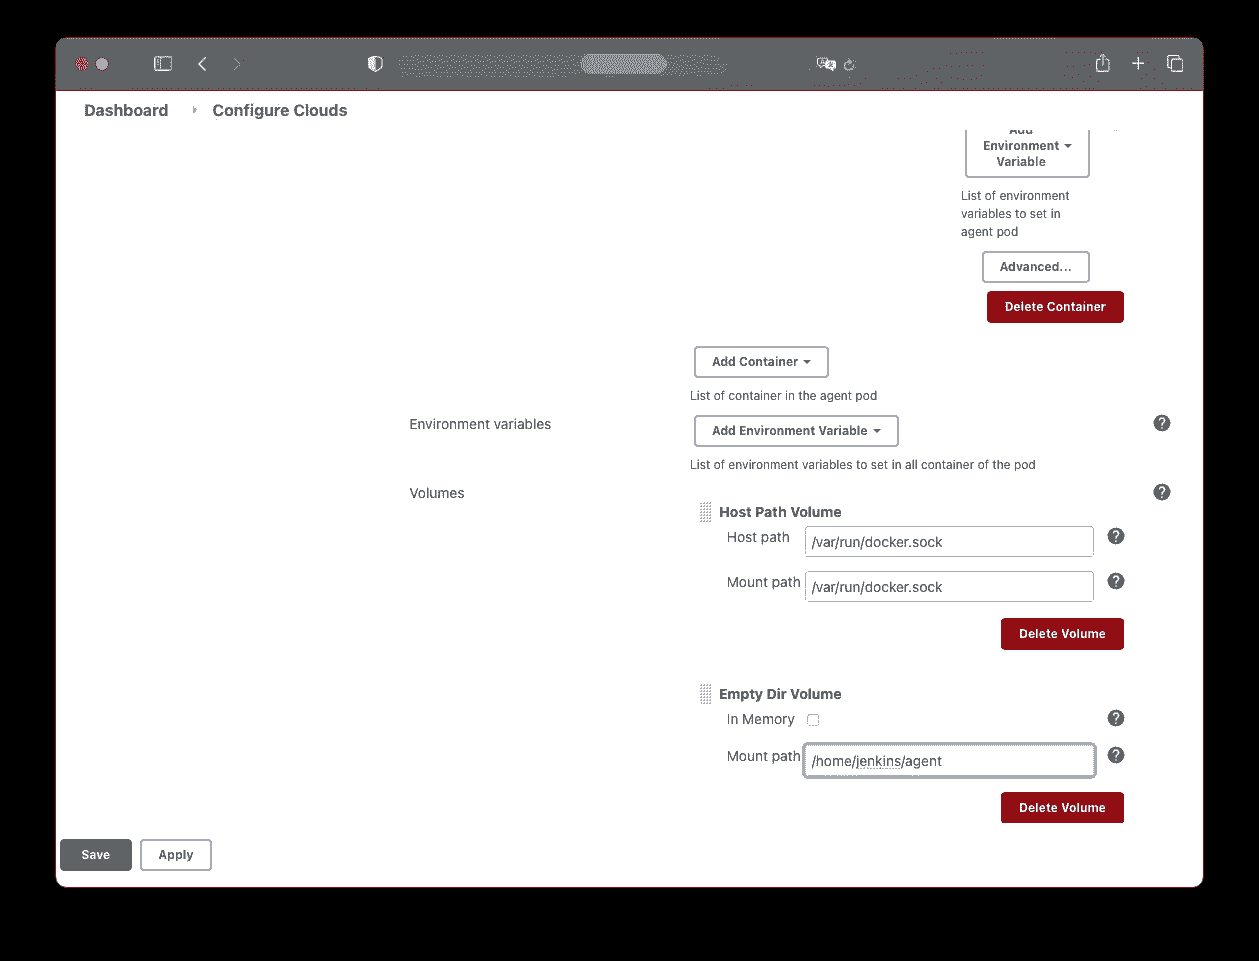 Dashboard Configure Clouds
Add
Environment
Variable
List of environment
variables to set in
agent pod
Advanced...
Delete Container
Add Container
List of container in the agent pod
Environment variables
Add Environment Variable
?
List of environment variables to set in all container of the pod
Volumes
?
Host Path Volume
Host path
/var/run/docker.sock
?
Mount path
/var/run/docker.sock
?
Delete Volume
Empty Dir Volume
In Memory
?
Mount path
/home/jenkins/agent
?
Delete Volume
Save
Apply